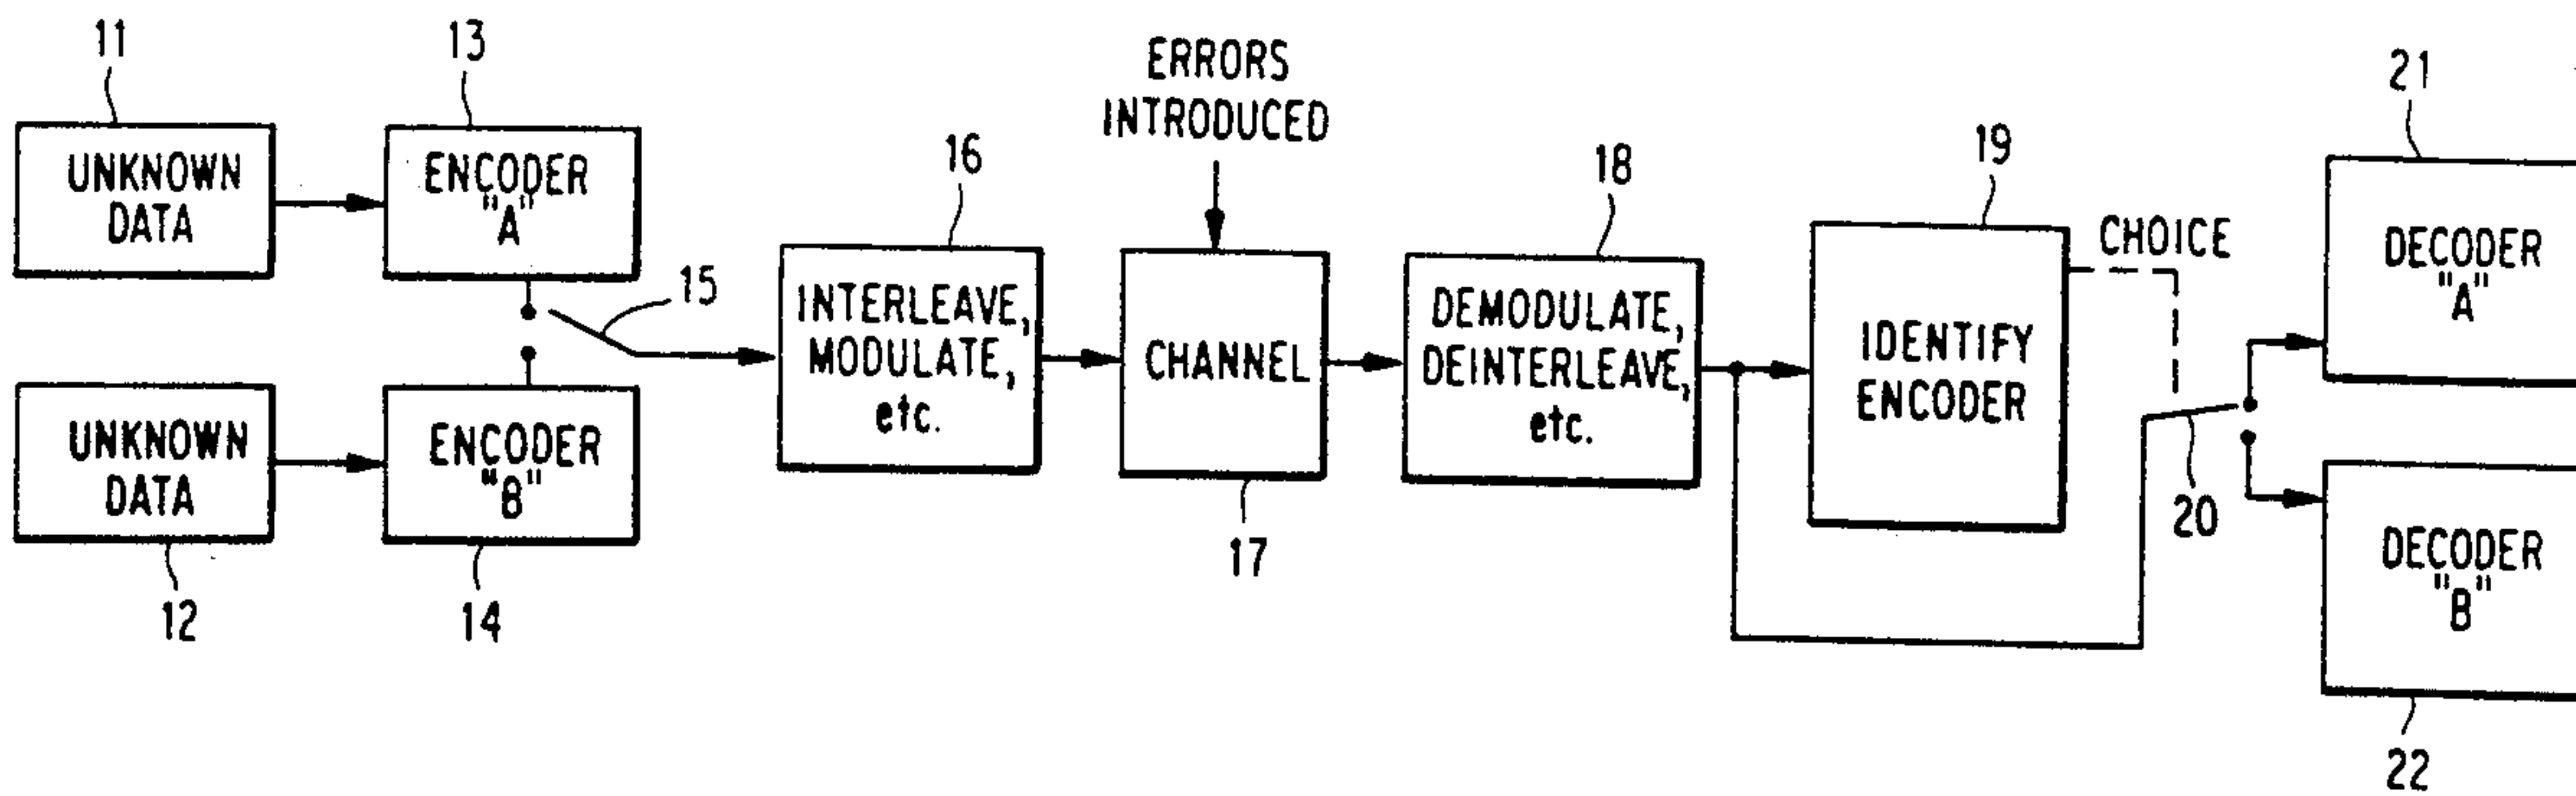 11
UNKNOWN
DATA
13
ENCODER
"A"
UNKNOWN
DATA
12
ENCODER
"B"
14
15
16
INTERLEAVE,
MODULATE,
etc.
ERRORS
INTRODUCED
CHANNEL
17
18
DEMODULATE,
DEINTERLEAVE,
etc.
19
IDENTIFY
ENCODER
CHOICE
20
21
DECODER
"A"
DECODER
"B"
22